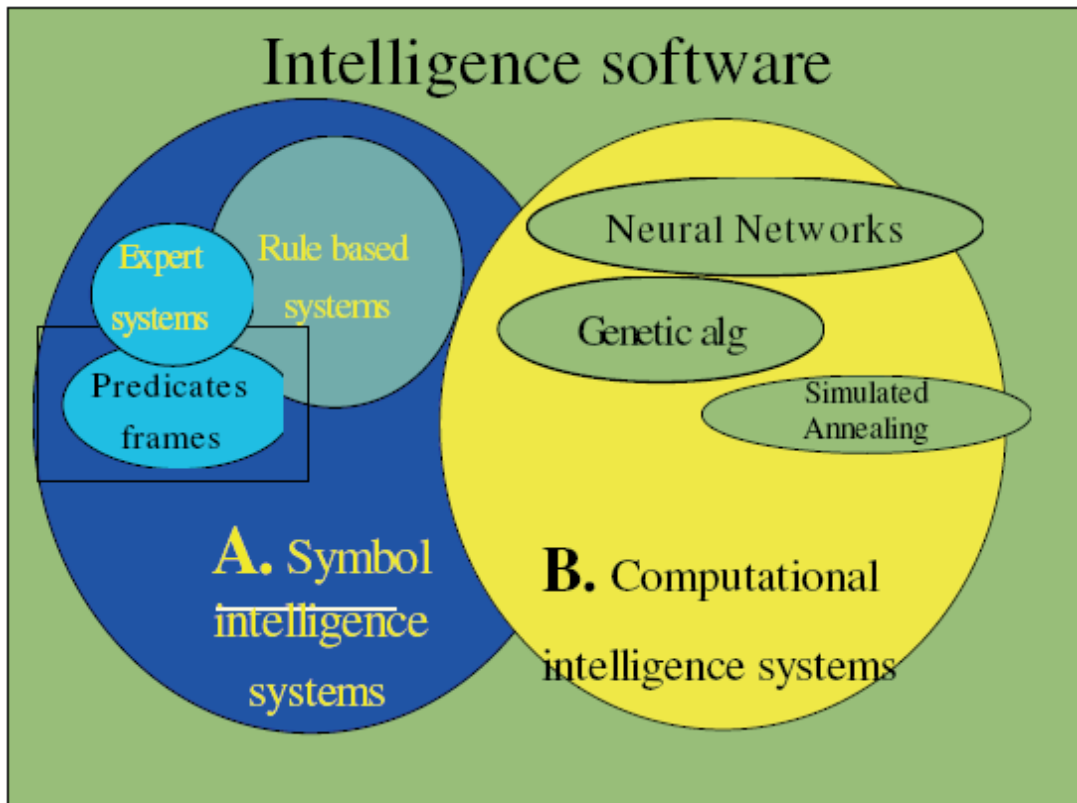 Intelligence software
Expert
systems
Rule based
systems
Predicates
frames
A. Symbol
intelligence
systems
Neural Networks
Genetic alg
Simulated
Annealing
B. Computational
intelligence systems